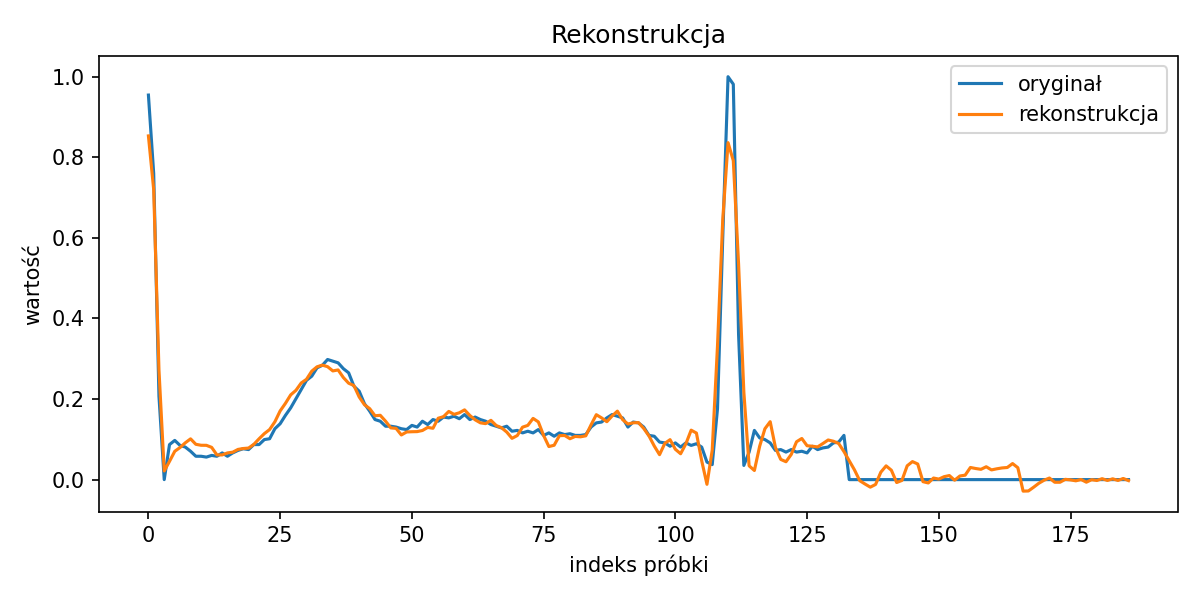 Rekonstrukcja
oryginał
rekonstrukcja
1.0
0.8
0.6
0.4
0.2
0.0
wartość
0 25 50 75 100 125 150 175
indeks próbki